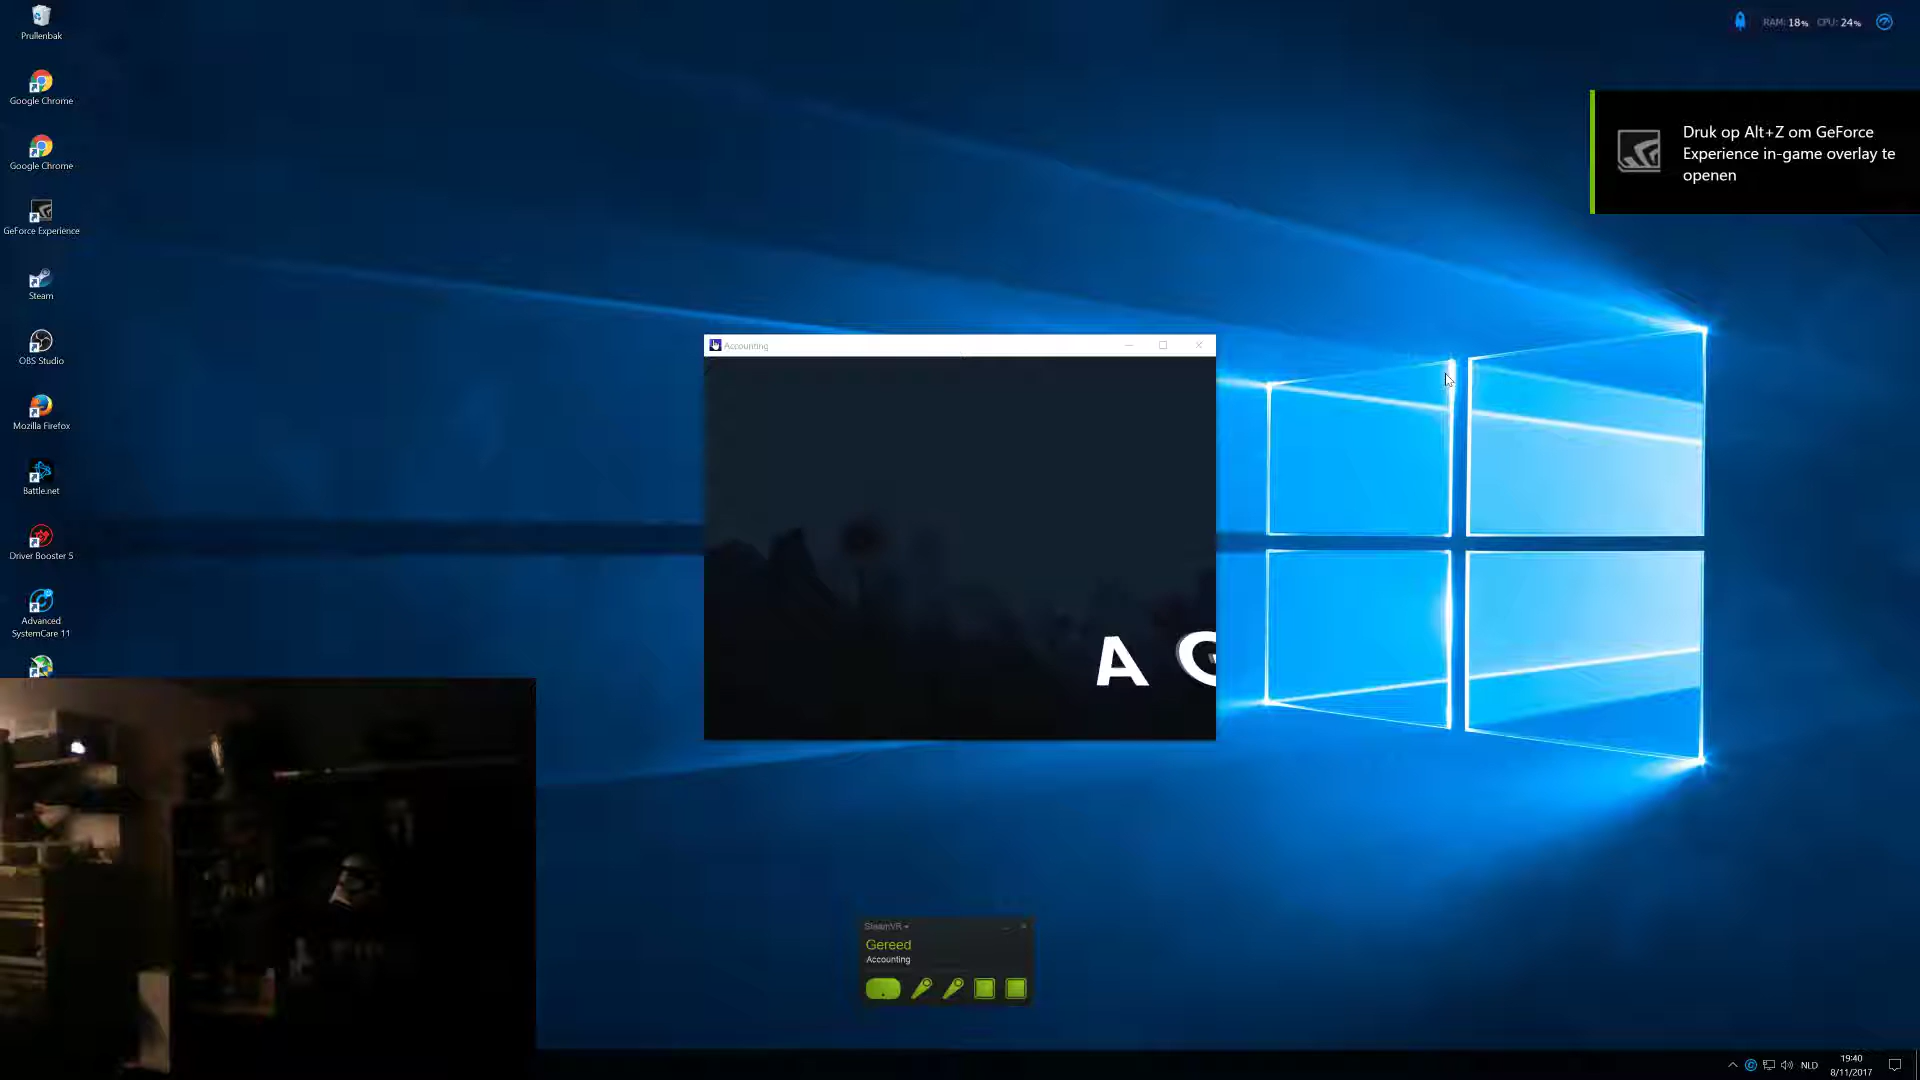 Prullenbak
RAM: 18% CPU: 24%
Google Chrome
Google Chrome
GeForce Experience
Steam
OBS Studio
Mozilla Firefox
Battle.net
Driver Booster 5
Advanced
SystemCare 11
Druk op Alt+Z om GeForce
Experience in-game overlay te
openen
Accounting
A
SteamVR
Gereed
Accounting
NLD
19:40
8/11/2017